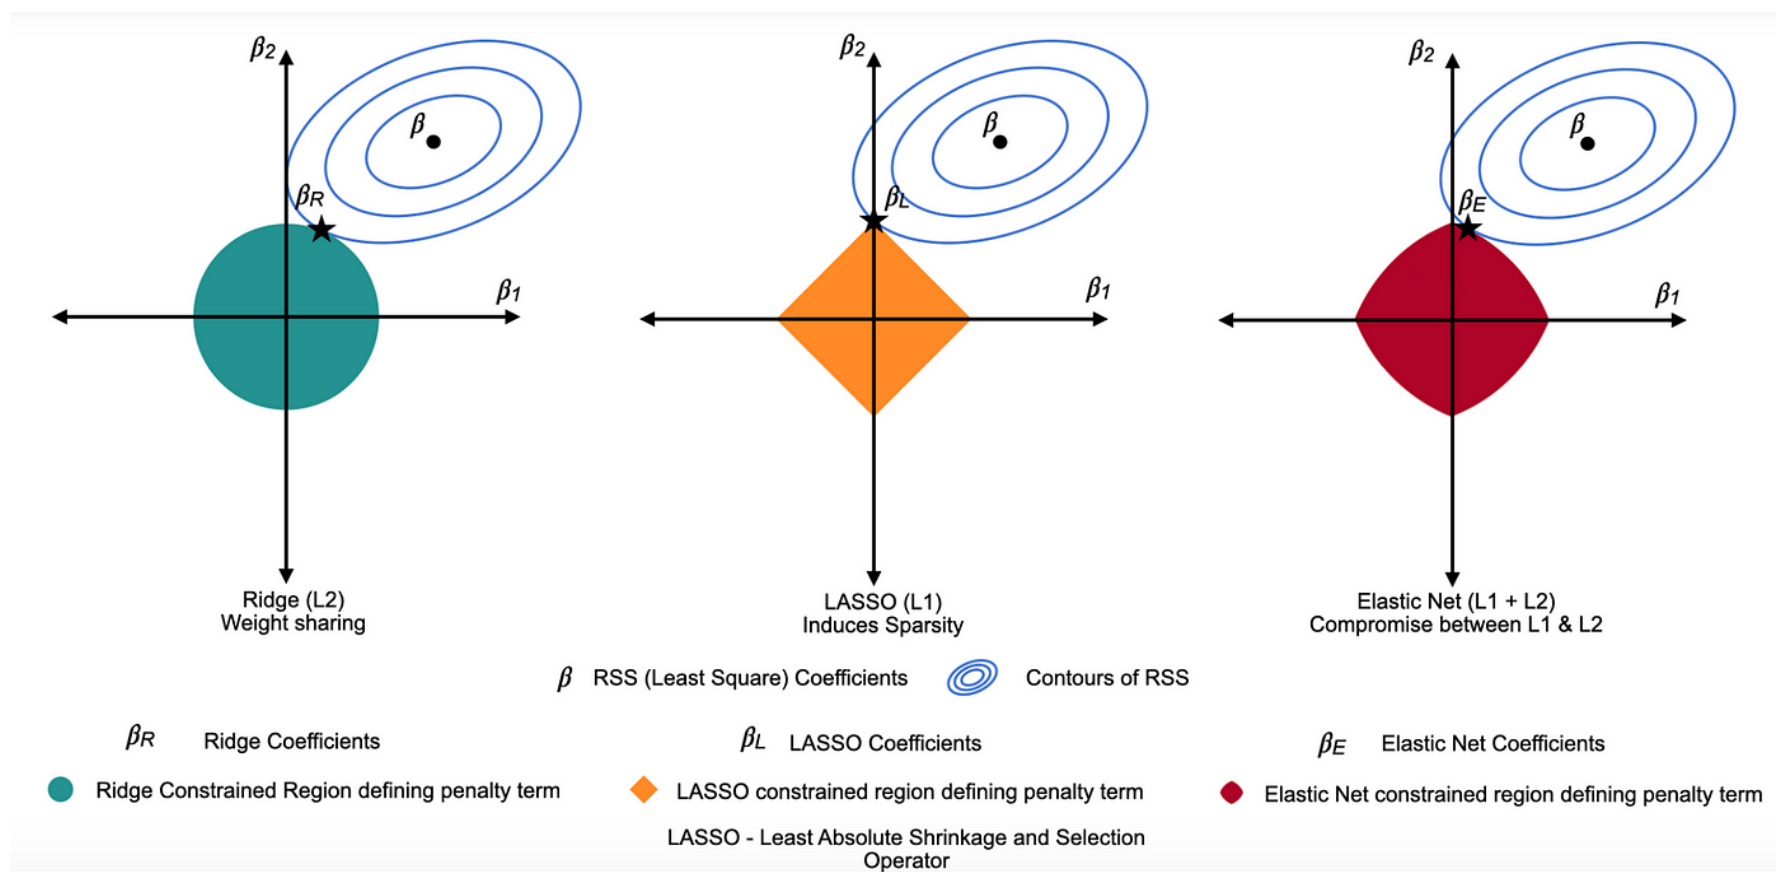 β2
β
βR
β1
Ridge (L2)
Weight sharing
β2
β
βL
β1
LASSO (L1)
Induces Sparsity
β2
β
βE
β1
Elastic Net (L1 + L2)
Compromise between L1 & L2
β RSS (Least Square) Coefficients Contours of RSS
βR Ridge Coefficients βL LASSO Coefficients βE Elastic Net Coefficients
Ridge Constrained Region defining penalty term LASSO constrained region defining penalty term Elastic Net constrained region defining penalty term
LASSO - Least Absolute Shrinkage and Selection
Operator